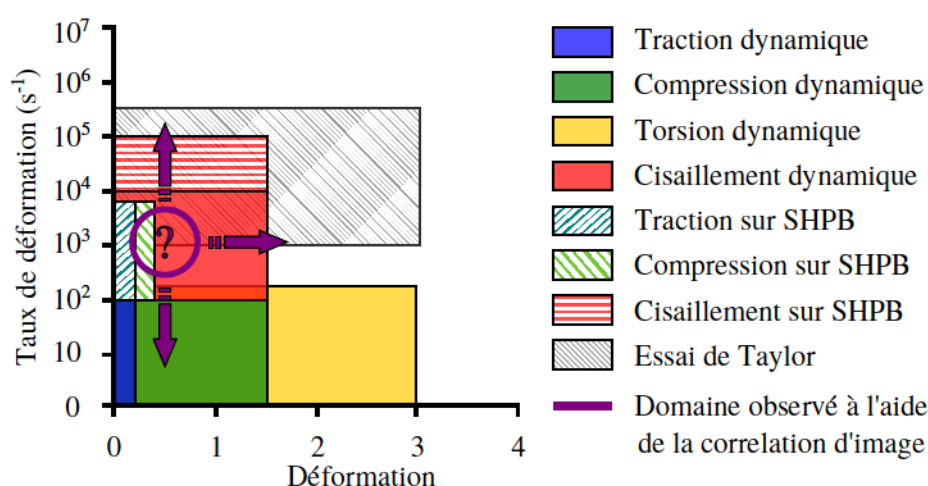 10⁷
10⁶
10⁵
10⁴
10³
10²
10
0
Taux de déformation (s⁻¹)
?
0 1 2 3 4
Déformation
Traction dynamique
Compression dynamique
Torsion dynamique
Cisaillement dynamique
Traction sur SHPB
Compression sur SHPB
Cisaillement sur SHPB
Essai de Taylor
Domaine observé à l'aide
de la correlation d'image